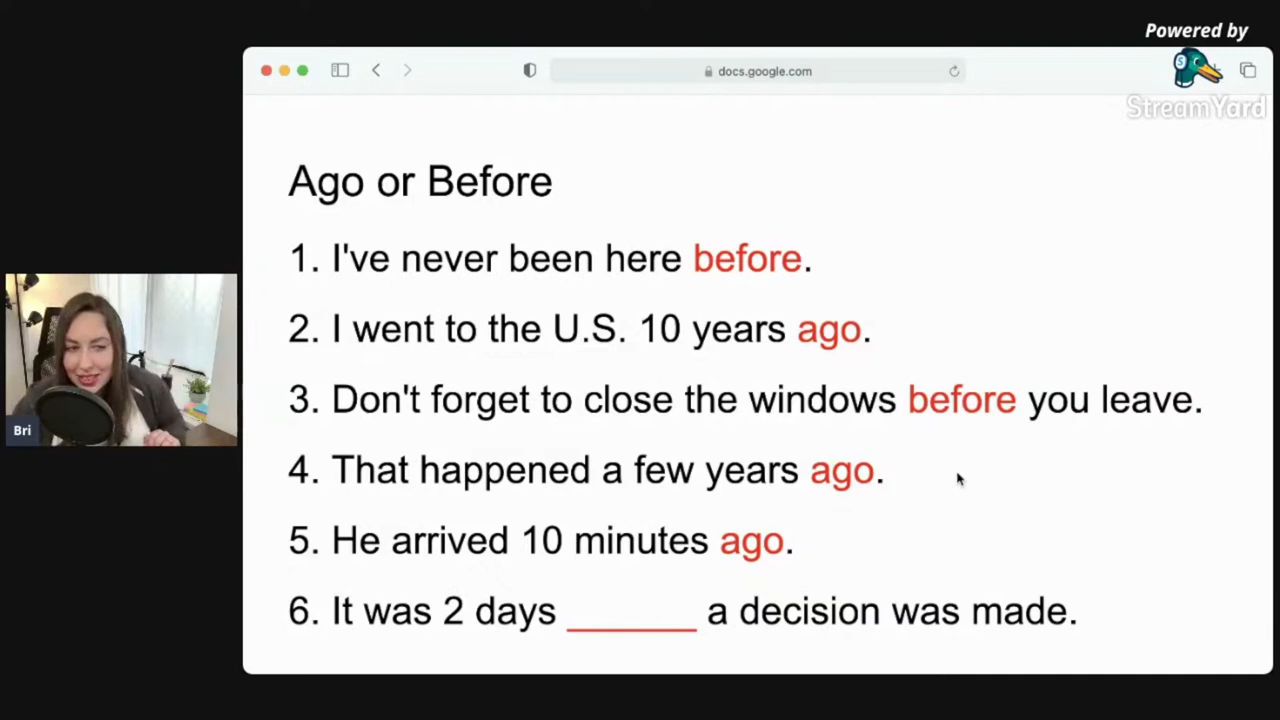 Powered by
docs.google.com
StreamYard
Ago or Before
1. I've never been here before.
2. I went to the U.S. 10 years ago.
3. Don't forget to close the windows before you leave.
4. That happened a few years ago.
5. He arrived 10 minutes ago.
6. It was 2 days _______ a decision was made.
Bri